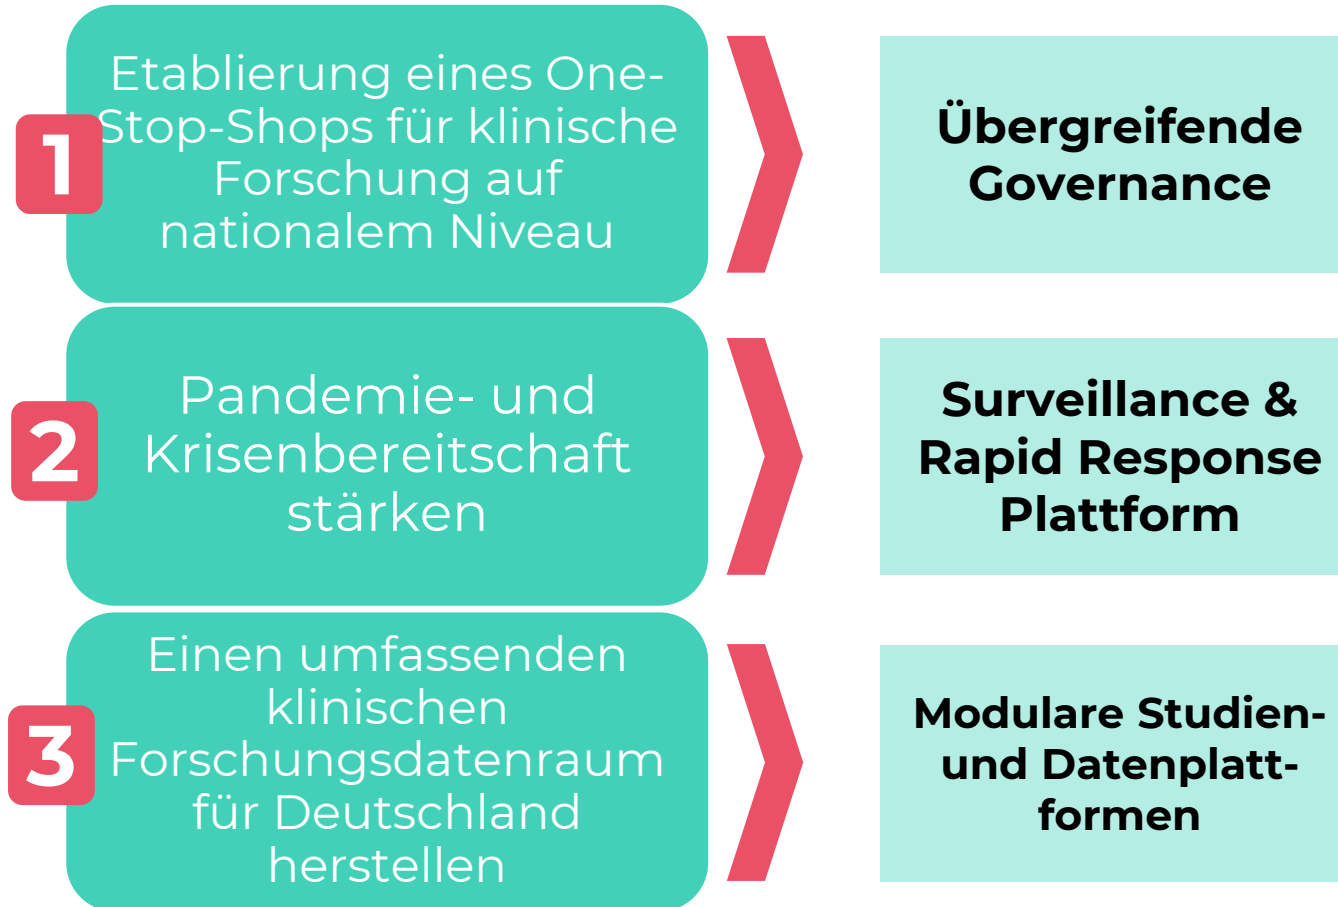 1
Etablierung eines One-
Stop-Shops für klinische
Forschung auf
nationalem Niveau
Übergreifende
Governance
2
Pandemie- und
Krisenbereitschaft
stärken
Surveillance &
Rapid Response
Plattform
3
Einen umfassenden
klinischen
Forschungsdatenraum
für Deutschland
herstellen
Modulare Studien-
und Datenplatt-
formen